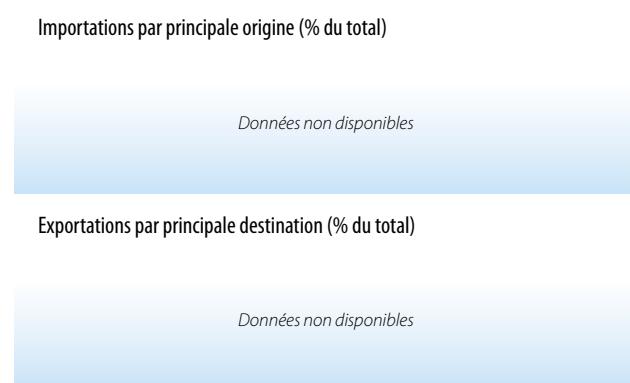 Importations par principale origine (% du total)
Données non disponibles
Exportations par principale destination (% du total)
Données non disponibles